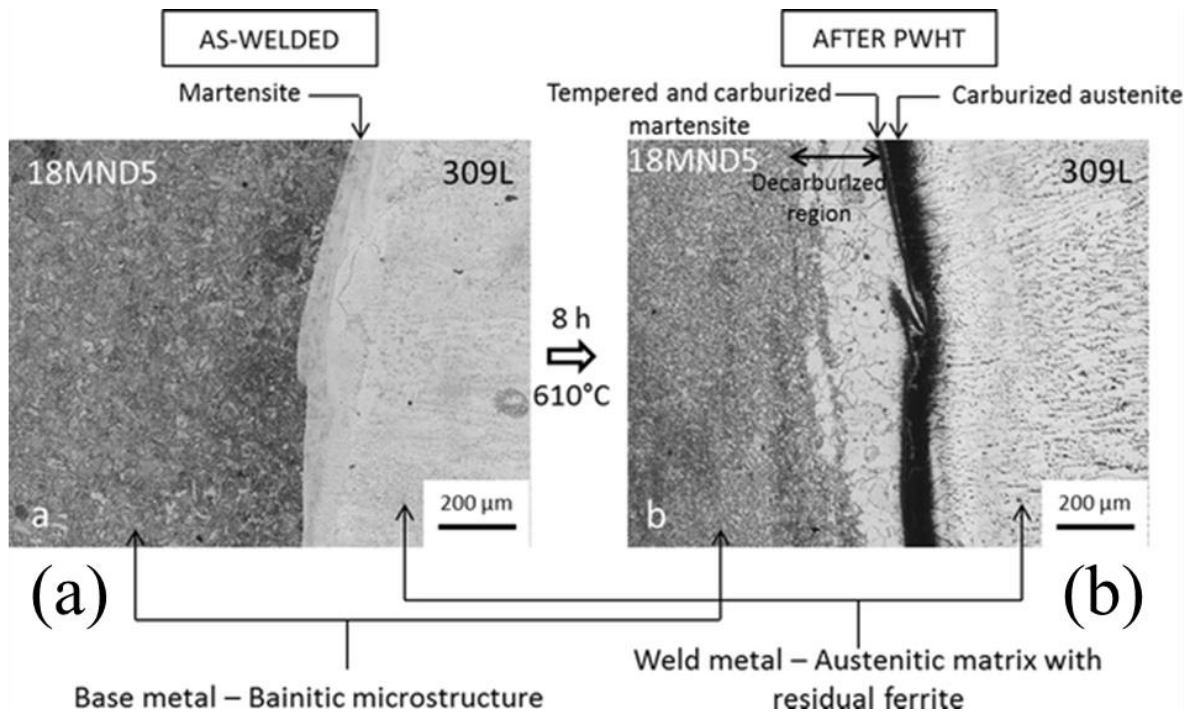 AS-WELDED
AFTER PWHT
Martensite
Tempered and carburized
martensite
Carburized austenite
18MND5
309L
18MND5
Decarburized
region
309L
8 h
610°C
a
200 µm
b
200 µm
(a)
(b)
Base metal – Bainitic microstructure
Weld metal – Austenitic matrix with
residual ferrite